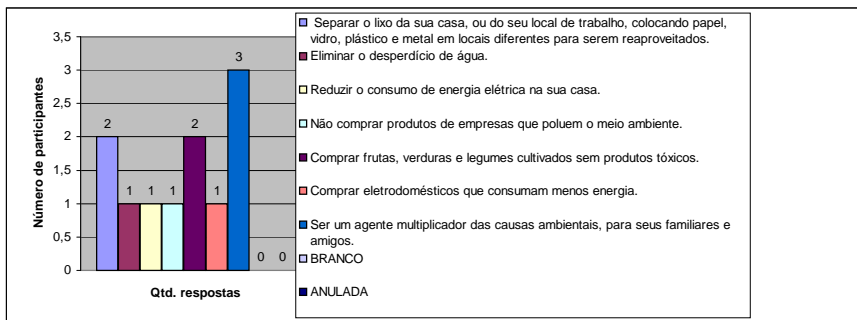 Número de participantes
3,5
3
2,5
2
1,5
1
0,5
0
2
1
1
1
2
1
3
0
0
Qtd. respostas
Separar o lixo da sua casa, ou do seu local de trabalho, colocando papel,
vidro, plástico e metal em locais diferentes para serem reaproveitados.
Eliminar o desperdício de água.
Reduzir o consumo de energia elétrica na sua casa.
Não comprar produtos de empresas que poluem o meio ambiente.
Comprar frutas, verduras e legumes cultivados sem produtos tóxicos.
Comprar eletrodomésticos que consumam menos energia.
Ser um agente multiplicador das causas ambientais, para seus familiares e
amigos.
BRANCO
ANULADA